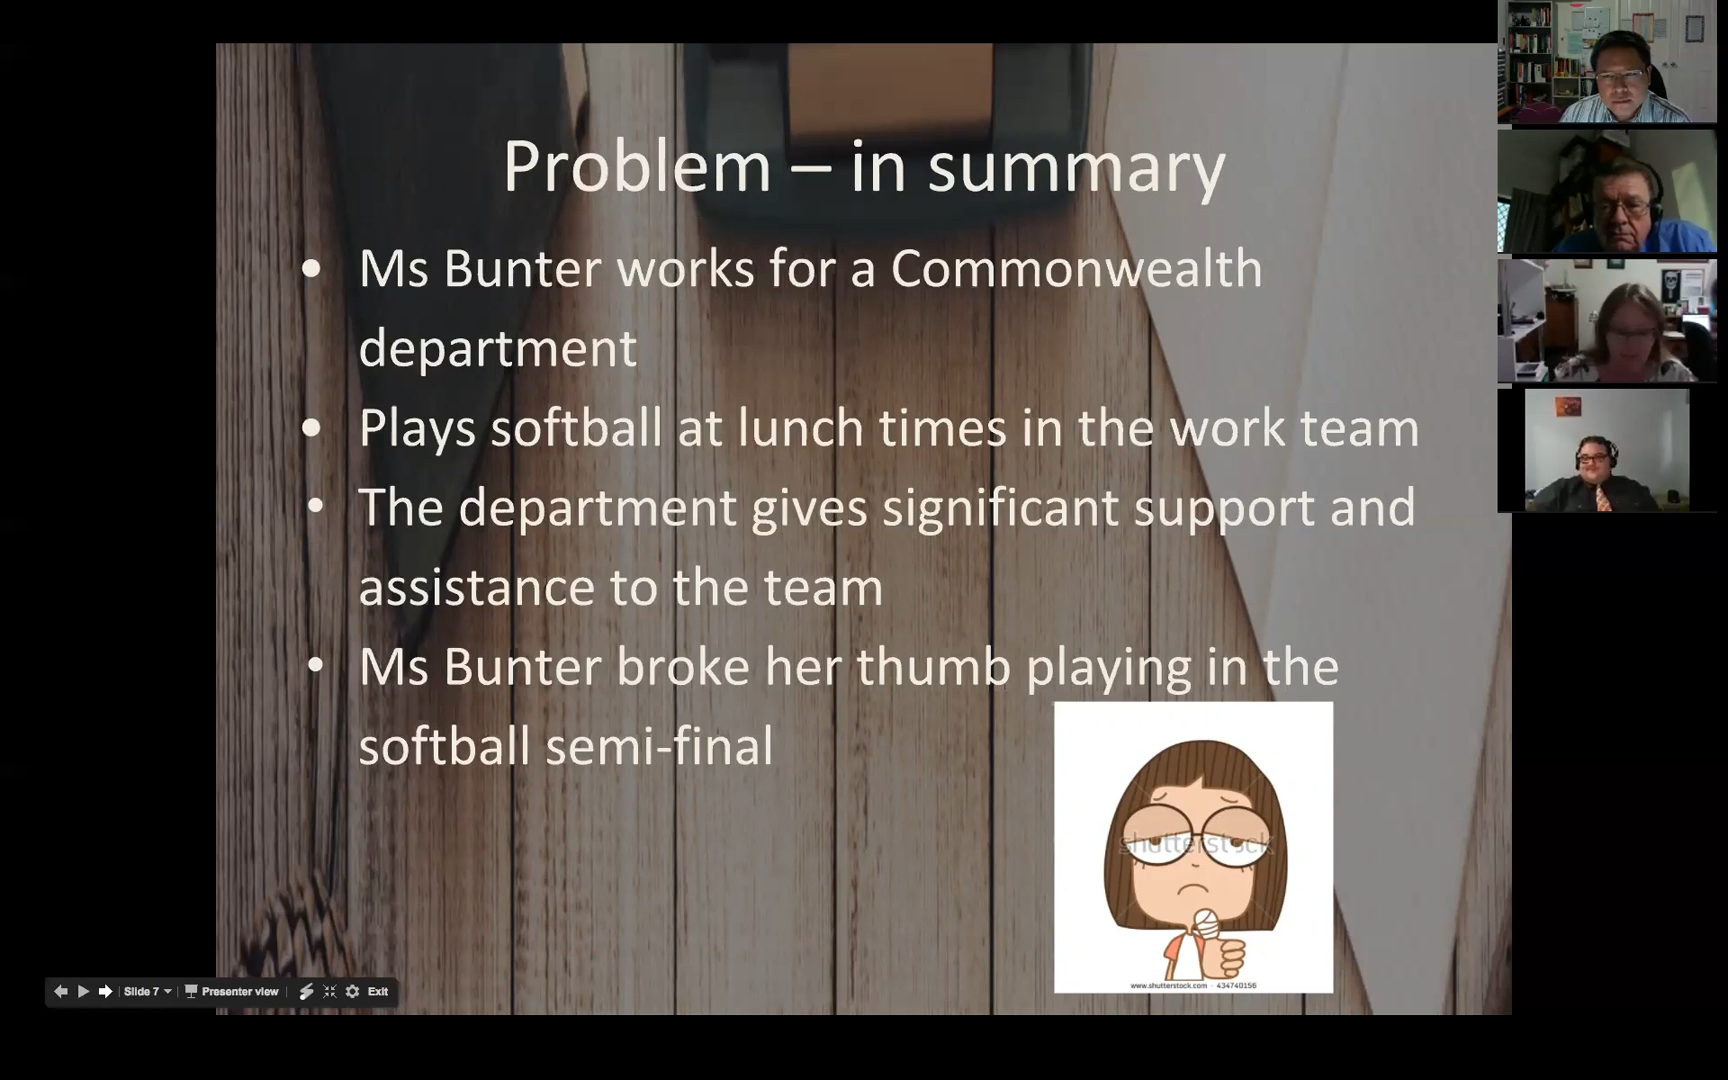 Problem – in summary
• Ms Bunter works for a Commonwealth
department
• Plays softball at lunch times in the work team
• The department gives significant support and
assistance to the team
• Ms Bunter broke her thumb playing in the
softball semi-final
shutterstock
www.shutterstock.com · 434740156
Slide 7 Presenter view Exit